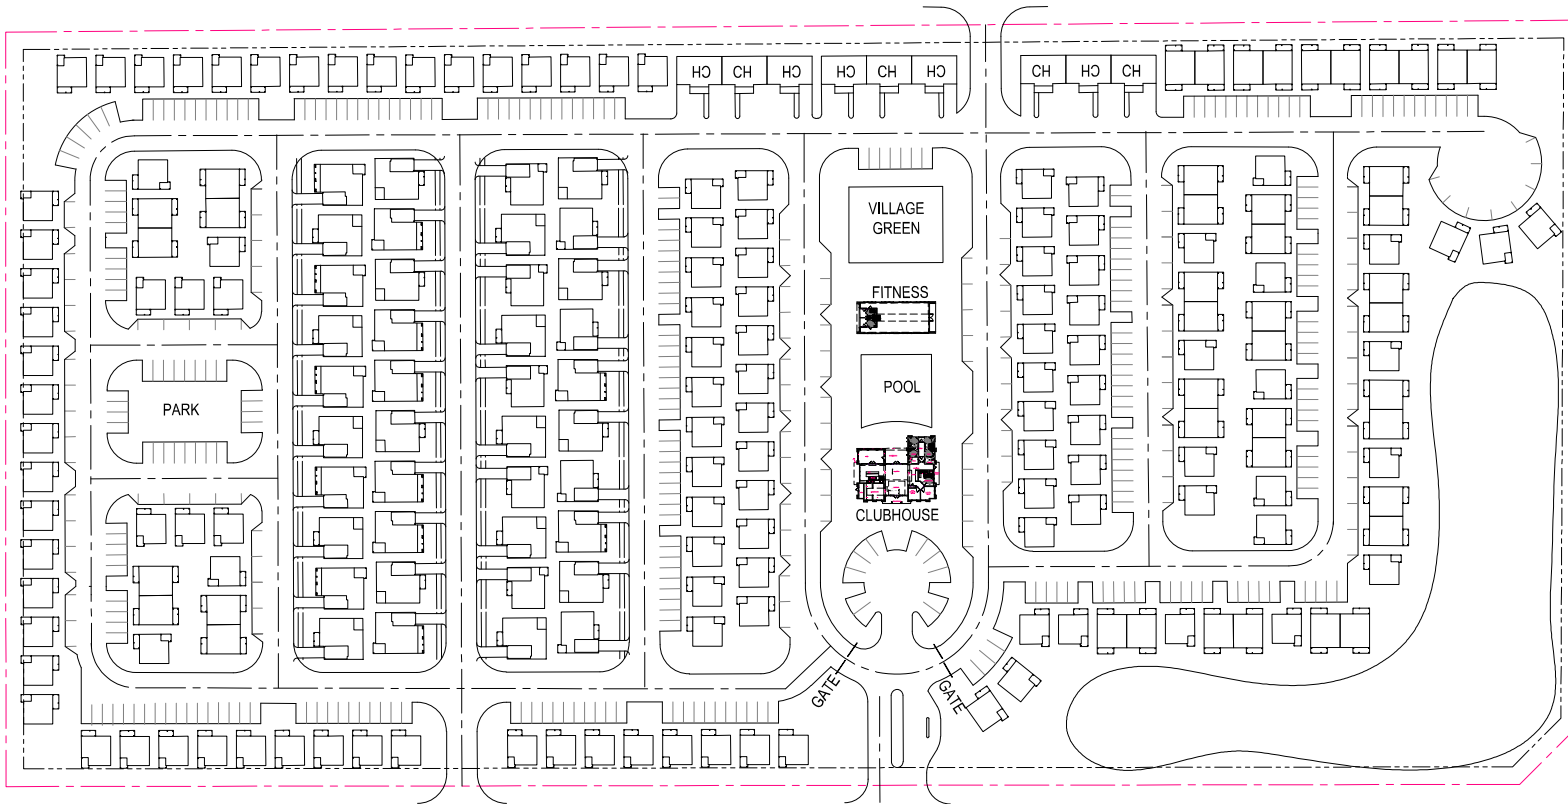 CH CH CH CH CH CH CH CH CH
VILLAGE
GREEN
FITNESS
POOL
PARK
CLUBHOUSE
GATE
GATE